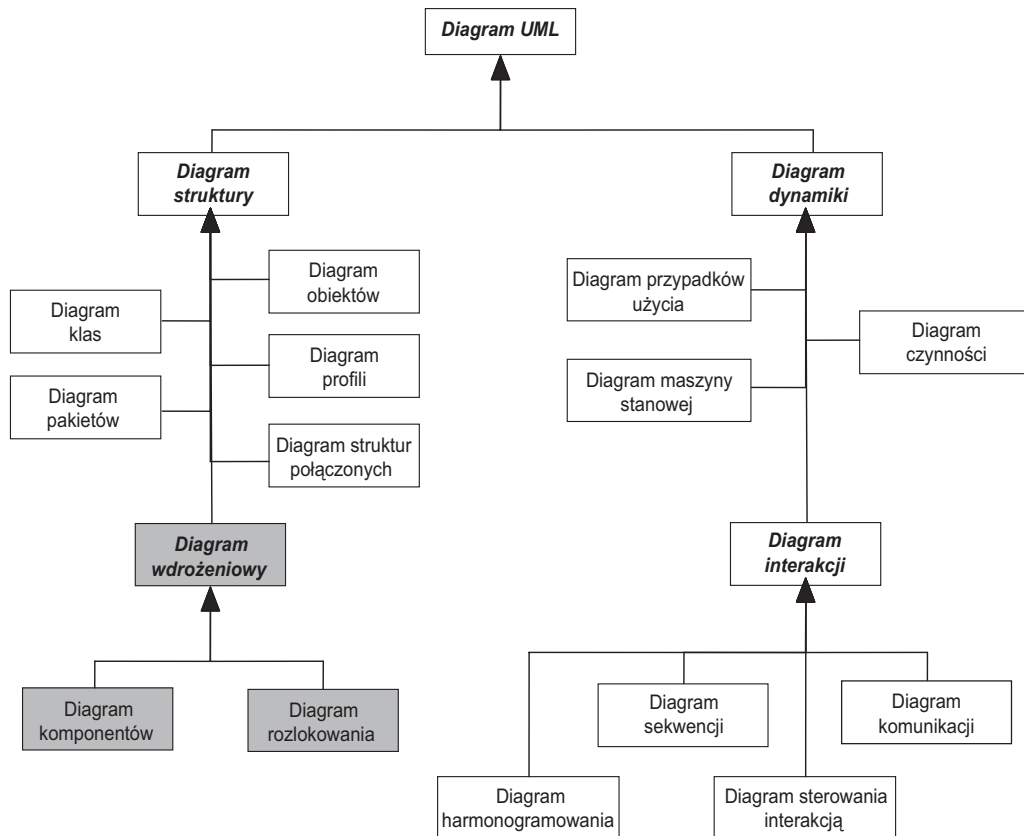 Diagram UML
Diagram
struktury
Diagram
dynamiki
Diagram
obiektów
Diagram
klas
Diagram
profili
Diagram
pakietów
Diagram struktur
połączonych
Diagram przypadków
użycia
Diagram
czynności
Diagram maszyny
stanowej
Diagram
wdrożeniowy
Diagram
interakcji
Diagram
komponentów
Diagram
rozlokowania
Diagram
sekwencji
Diagram
komunikacji
Diagram
harmonogramowania
Diagram sterowania
interakcją